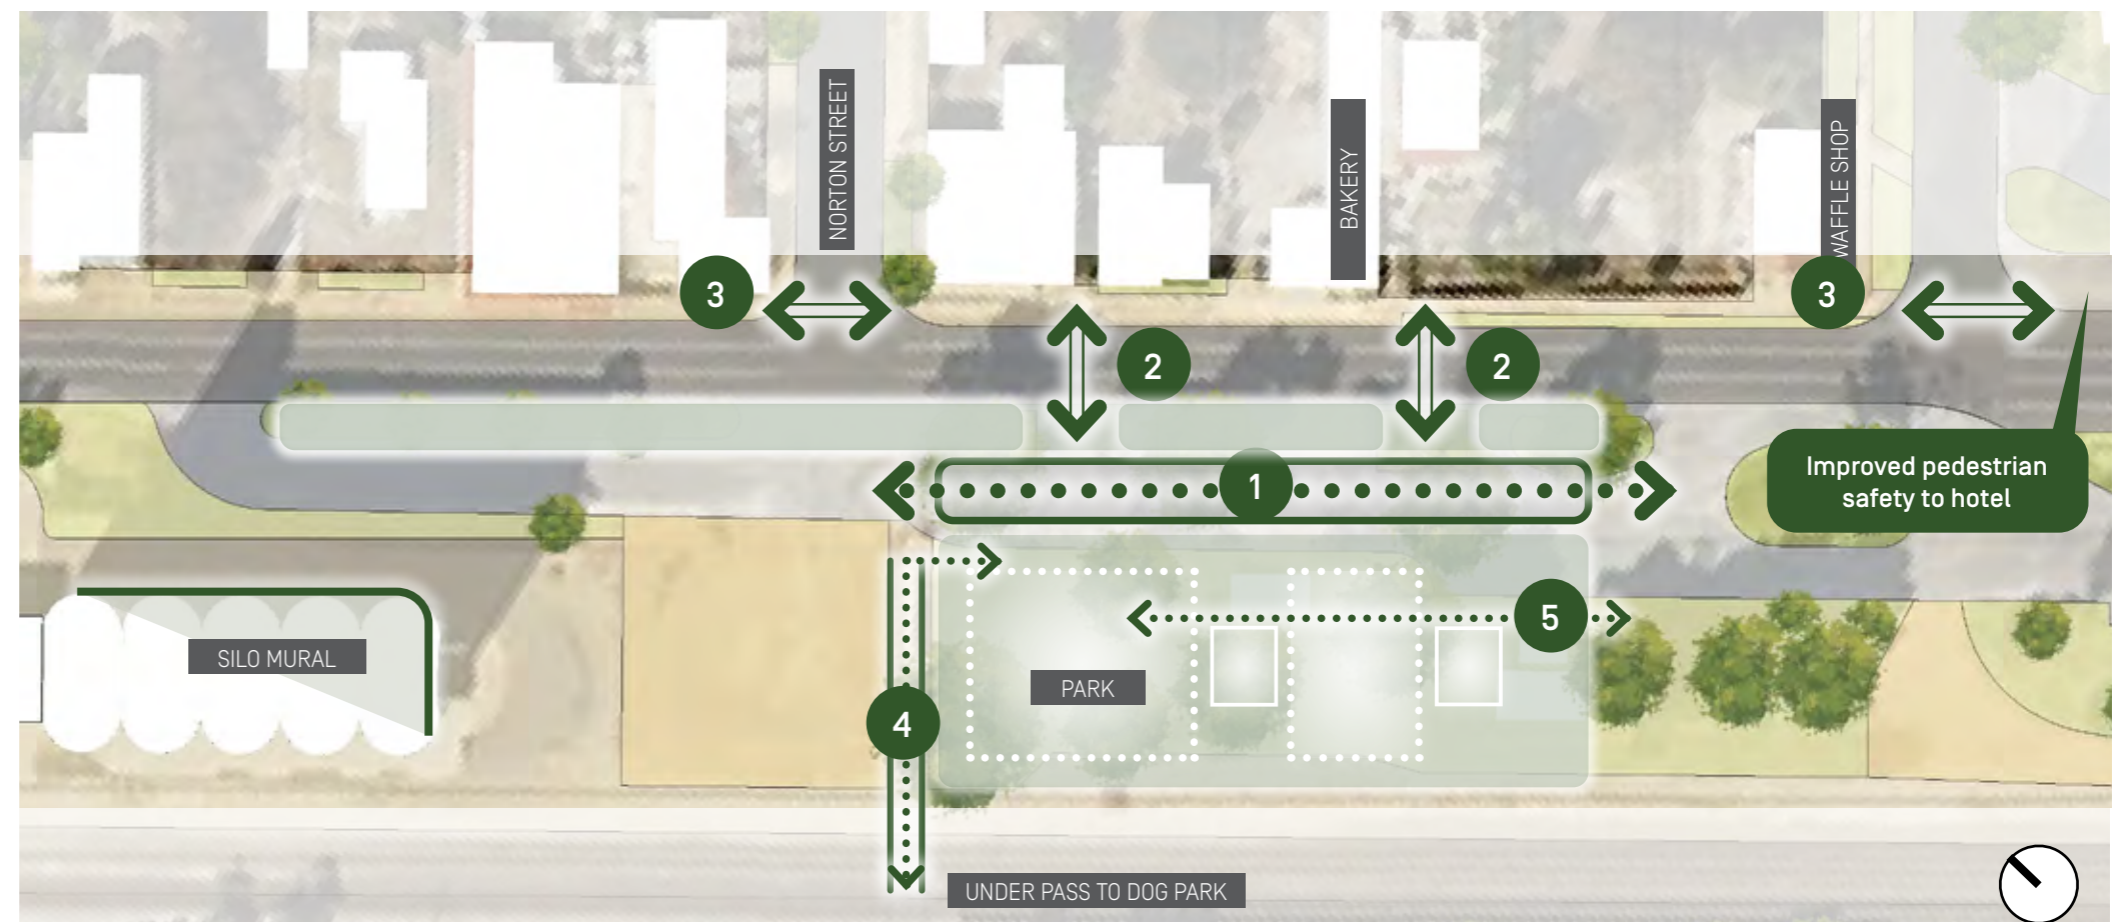 NORTON STREET
BAKERY
WAFFLE SHOP
3
3
2
2
Improved pedestrian
safety to hotel
1
5
SILO MURAL
PARK
4
UNDER PASS TO DOG PARK